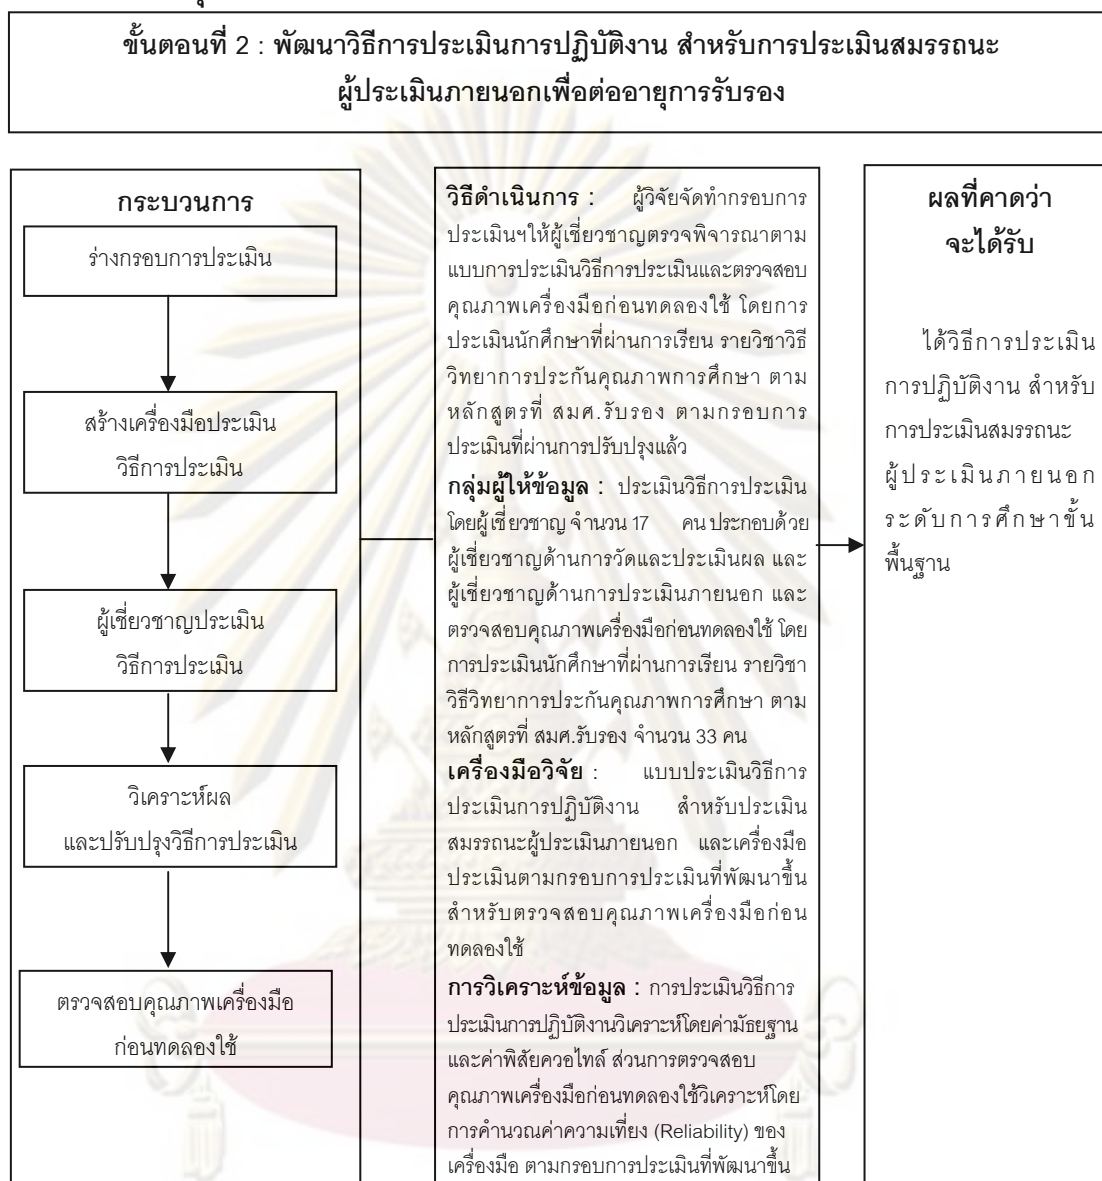 ขั้นตอนที่ 2 : พัฒนาวิธีการประเมินการปฏิบัติงาน สำหรับการประเมินสมรรถนะ
ผู้ประเมินภายนอกเพื่อต่ออายุการรับรอง
กระบวนการ
ร่างกรอบการประเมิน
สร้างเครื่องมือประเมิน
วิธีการประเมิน
ผู้เชี่ยวชาญประเมิน
วิธีการประเมิน
วิเคราะห์ผล
และปรับปรุงวิธีการประเมิน
ตรวจสอบคุณภาพเครื่องมือ
ก่อนทดลองใช้
วิธีดำเนินการ : ผู้วิจัยจัดทำกรอบการ
ประเมินฯให้ผู้เชี่ยวชาญตรวจพิจารณาตาม
แบบการประเมินวิธีการประเมินและตรวจสอบ
คุณภาพเครื่องมือก่อนทดลองใช้ โดยการ
ประเมินนักศึกษาที่ผ่านการเรียน รายวิชาวิธี
วิทยาการประกันคุณภาพการศึกษา ตาม
หลักสูตรที่ สมศ.รับรอง ตามกรอบการ
ประเมินที่ผ่านการปรับปรุงแล้ว
กลุ่มผู้ให้ข้อมูล : ประเมินวิธีการประเมิน
โดยผู้เชี่ยวชาญ จำนวน 17 คน ประกอบด้วย
ผู้เชี่ยวชาญด้านการวัดและประเมินผล และ
ผู้เชี่ยวชาญด้านการประเมินภายนอก และ
ตรวจสอบคุณภาพเครื่องมือก่อนทดลองใช้ โดย
การประเมินนักศึกษาที่ผ่านการเรียน รายวิชา
วิธีวิทยาการประกันคุณภาพการศึกษา ตาม
หลักสูตรที่ สมศ.รับรอง จำนวน 33 คน
เครื่องมือวิจัย : แบบประเมินวิธีการ
ประเมินการปฏิบัติงาน สำหรับประเมิน
สมรรถนะผู้ประเมินภายนอก และเครื่องมือ
ประเมินตามกรอบการประเมินที่พัฒนาขึ้น
สำหรับตรวจสอบคุณภาพเครื่องมือก่อน
ทดลองใช้
การวิเคราะห์ข้อมูล : การประเมินวิธีการ
ประเมินการปฏิบัติงานวิเคราะห์โดยค่ามัธยฐาน
และค่าพิสัยควอไทล์ ส่วนการตรวจสอบ
คุณภาพเครื่องมือก่อนทดลองใช้วิเคราะห์โดย
การคำนวณค่าความเที่ยง (Reliability) ของ
เครื่องมือ ตามกรอบการประเมินที่พัฒนาขึ้น
ผลที่คาดว่า
จะได้รับ
ได้วิธีการประเมิน
การปฏิบัติงาน สำหรับ
การประเมินสมรรถนะ
ผู้ประเมินภายนอก
ระดับการศึกษาขั้น
พื้นฐาน